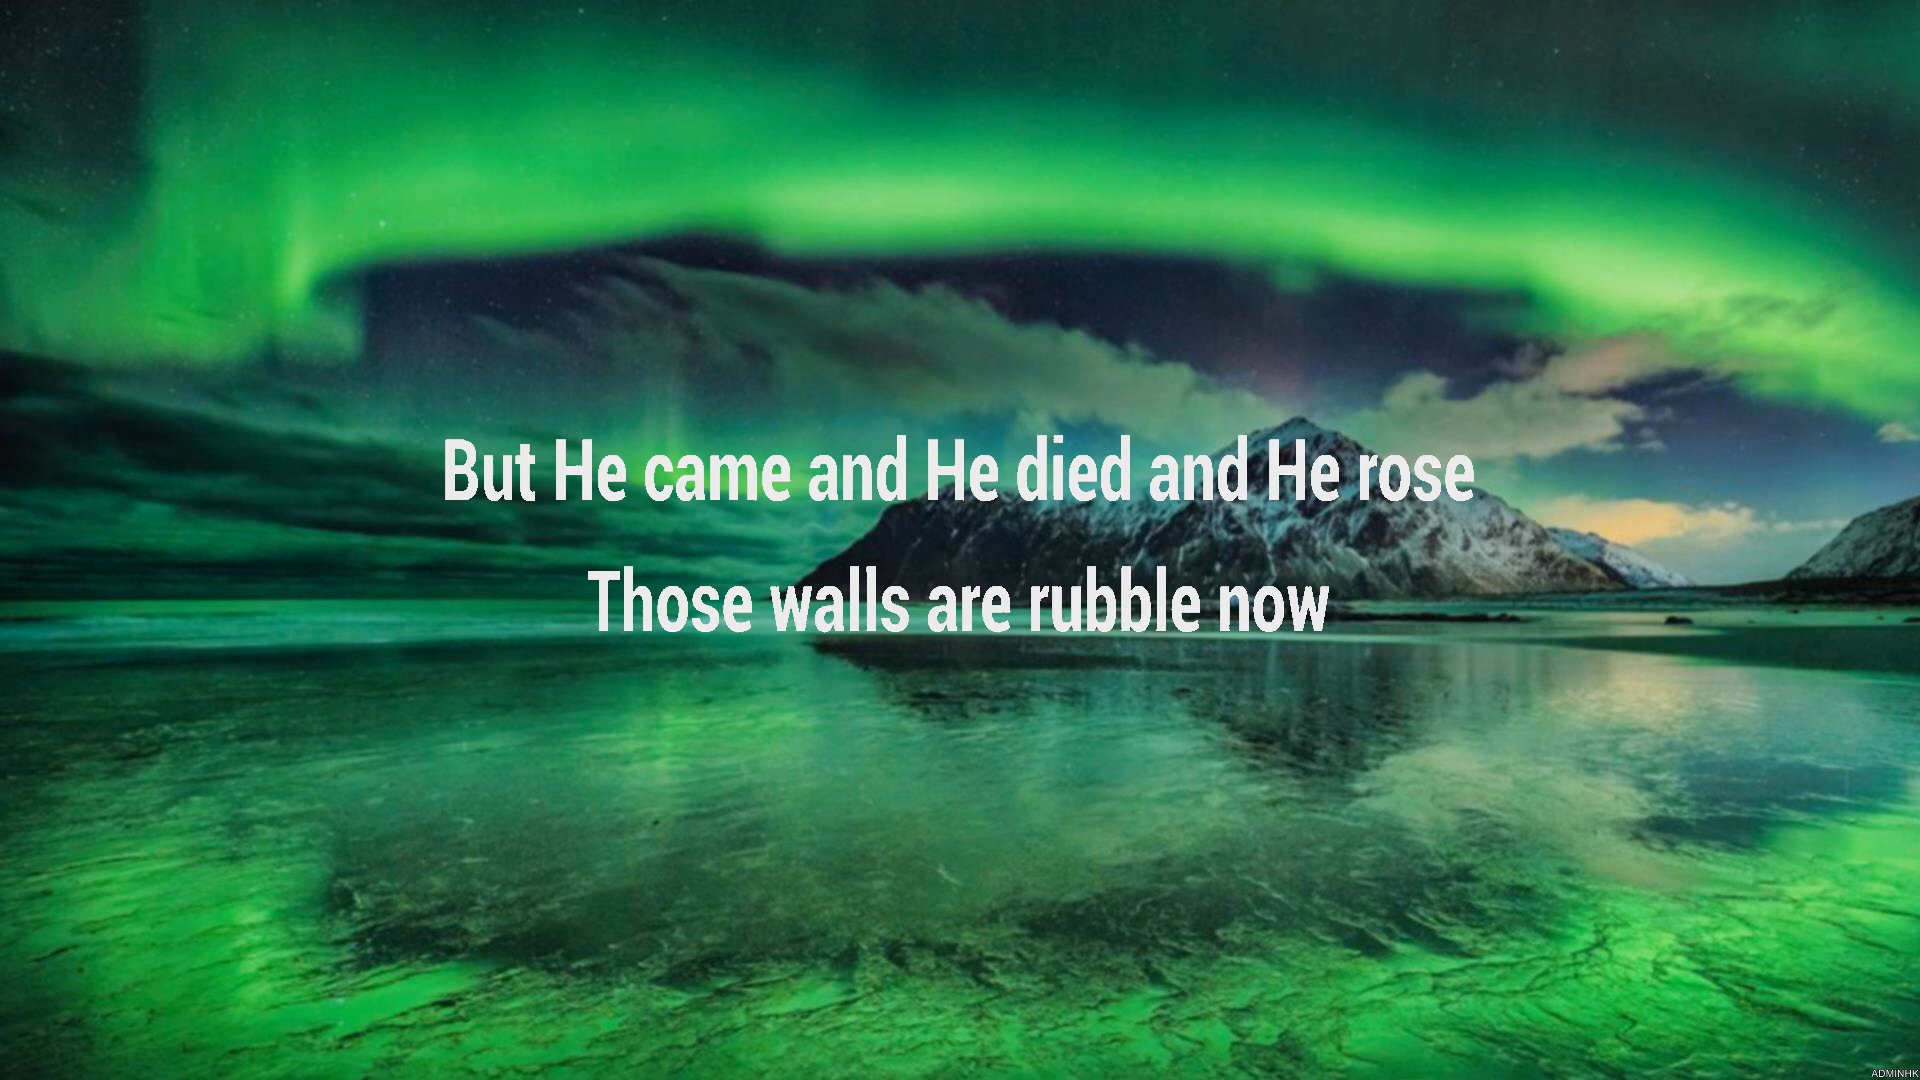 But He came and He died and He rose
Those walls are rubble now
ADMINHK